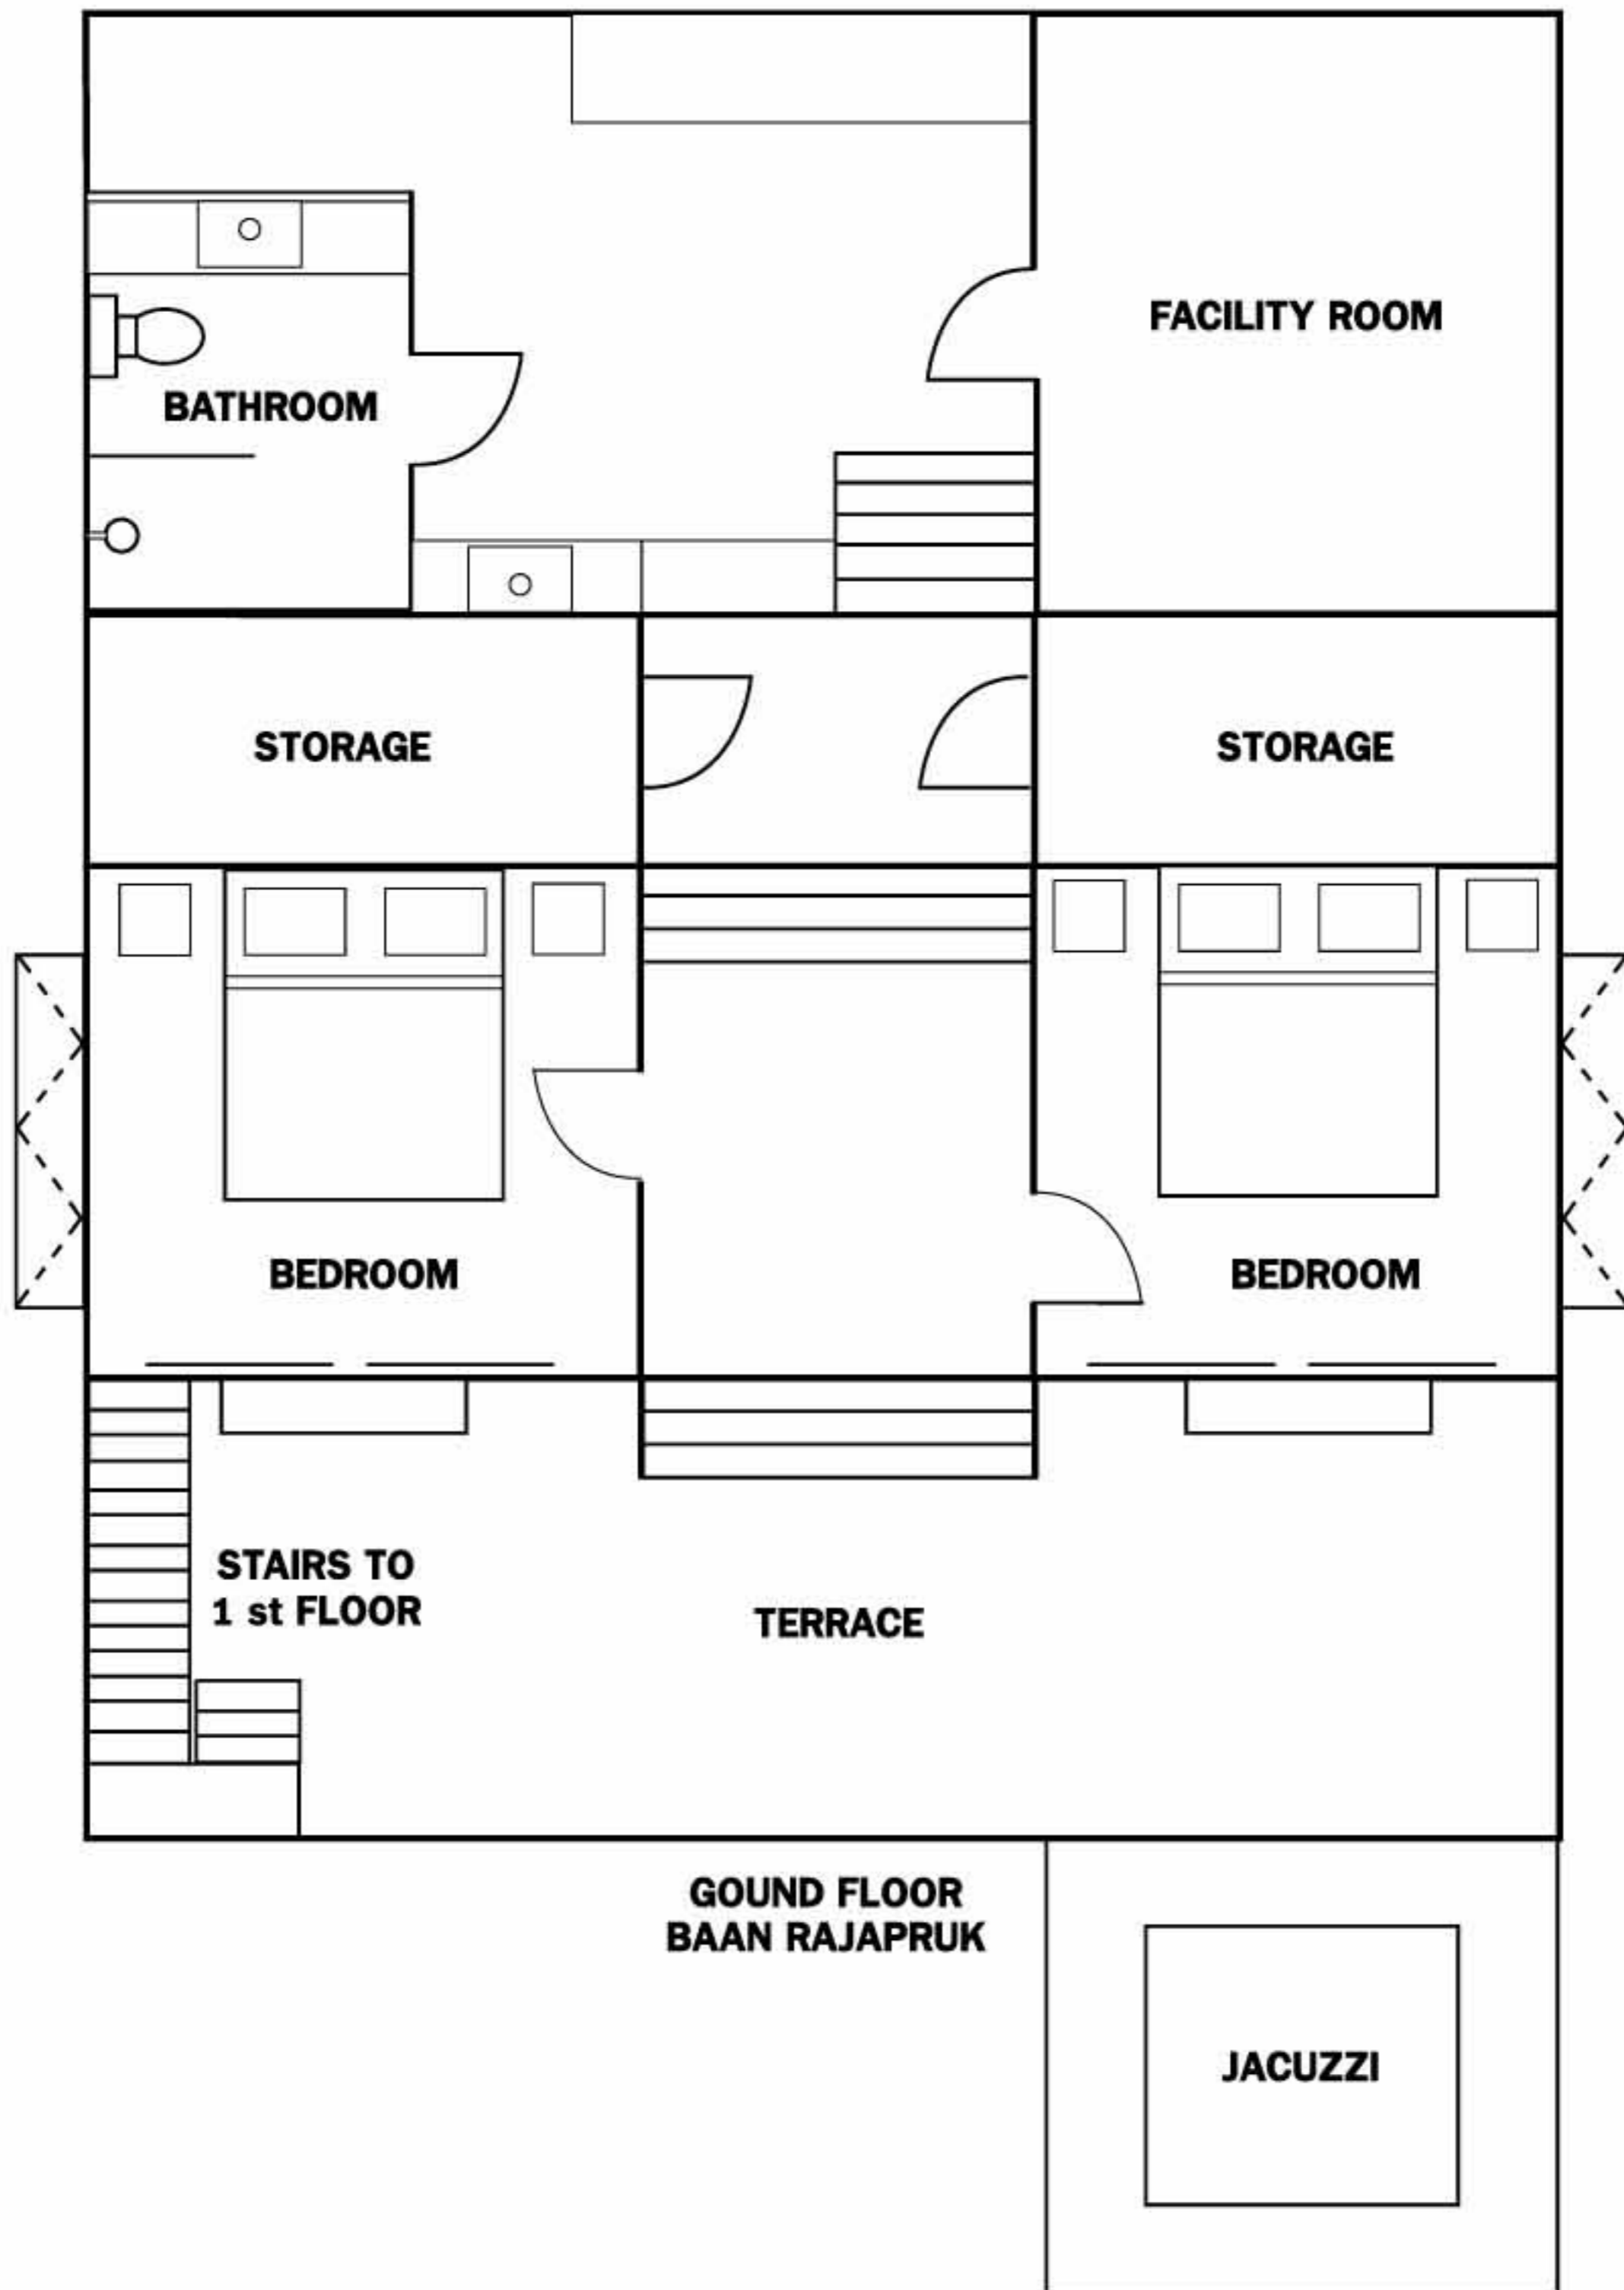 FACILITY ROOM
BATHROOM
STORAGE
STORAGE
BEDROOM
BEDROOM
STAIRS TO
1 st FLOOR
TERRACE
GOUND FLOOR
BAAN RAJAPRUK
JACUZZI